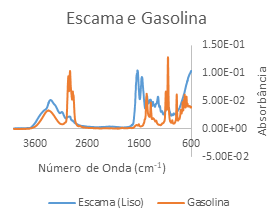 Escama e Gasolina
1.50E-01
1.00E-01
5.00E-02
0.00E+00
-5.00E-02
Absorbância
3600 2600 1600 600
Número de Onda (cm⁻¹)
Escama (Liso) Gasolina